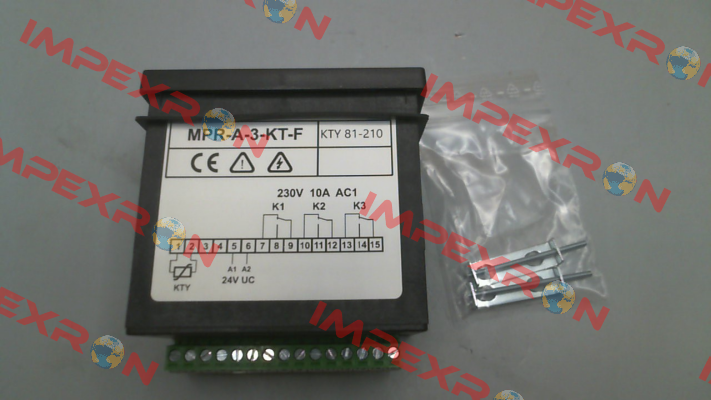 IMPEXRON
IMPEXRON
MPR-A-3-KT-F KTY 81-210
CE
230V 10A AC1
K1 K2 K3
1 2 3 4 5 6 7 8 9 10 11 12 13 14 15
A1 A2
KTY 24V UC
IMPEXRON
IMPEXRON
IMPEXRON